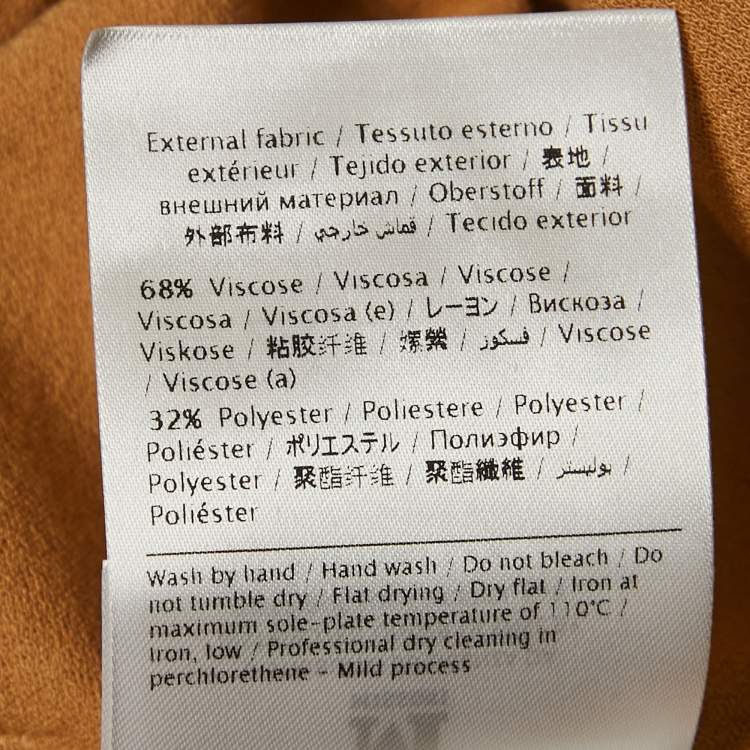 External fabric / Tessuto esterno / Tissu
extérieur / Tejido exterior / 表地 /
внешний материал / Oberstoff / 面料 /
外部布料 / قماش خارجي / Tecido exterior
68% Viscose / Viscosa / Viscose /
Viscosa / Viscosa (e) / レーヨン / Вискоза /
Viskose / 粘胶纤维 / 嫘縈 / فسكوز / Viscose
/ Viscose (a)
32% Polyester / Poliestere / Polyester /
Poliéster / ポリエステル / Полиэфир /
Polyester / 聚酯纤维 / 聚酯纖維 / بوليستر /
Poliéster
Wash by hand / Hand wash / Do not bleach / Do
not tumble dry / Flat drying / Dry flat / Iron at
maximum sole-plate temperature of 110°C /
Iron, low / Professional dry cleaning in
perchlorethene - Mild process